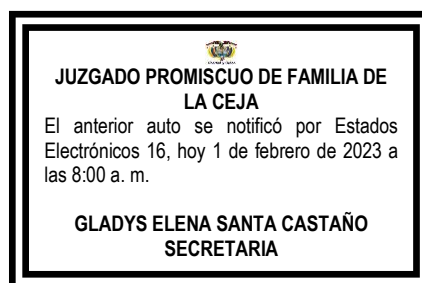 JUZGADO PROMISCUO DE FAMILIA DE
LA CEJA
El anterior auto se notificó por Estados
Electrónicos 16, hoy 1 de febrero de 2023 a
las 8:00 a. m.
GLADYS ELENA SANTA CASTAÑO
SECRETARIA